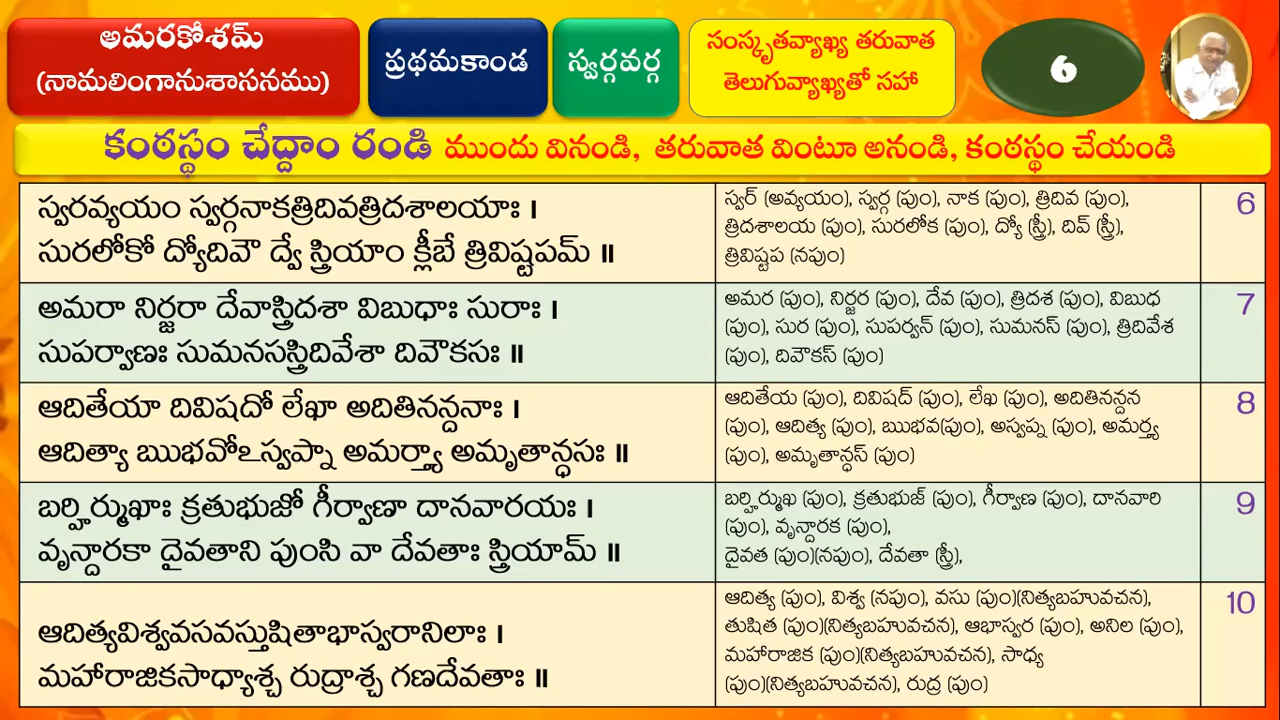 అమరకోశమ్
(నామలింగానుశాసనము)
ప్రథమకాండ
స్వర్గవర్గ
సంస్కృతవ్యాఖ్య తరువాత
తెలుగువ్యాఖ్యతో సహా
6
కంఠస్థం చేద్దాం రండి ముందు వినండి, తరువాత వింటూ అనండి, కంఠస్థం చేయండి
స్వరవ్యయం స్వర్గనాకత్రిదివత్రిదశాలయాః ।
సురలోకో ద్యోదివౌ ద్వే స్త్రియాం క్లీబే త్రివిష్టపమ్ ॥
స్వర్ (అవ్యయం), స్వర్గ (పుం), నాక (పుం), త్రిదివ (పుం),
త్రిదశాలయ (పుం), సురలోక (పుం), ద్యో (స్త్రీ), దివ్ (స్త్రీ),
త్రివిష్టప (నపుం)
6
అమరా నిర్జరా దేవాస్త్రిదశా విబుధాః సురాః ।
సుపర్వాణః సుమనసస్త్రిదివేశా దివౌకసః ॥
అమర (పుం), నిర్జర (పుం), దేవ (పుం), త్రిదశ (పుం), విబుధ
(పుం), సుర (పుం), సుపర్వన్ (పుం), సుమనస్ (పుం), త్రిదివేశ
(పుం), దివౌకస్ (పుం)
7
ఆదితేయా దివిషదో లేఖా అదితినన్దనాః ।
ఆదిత్యా ఋభవోఽస్వప్నా అమర్త్యా అమృతాన్ధసః ॥
ఆదితేయ (పుం), దివిషద్ (పుం), లేఖ (పుం), అదితినన్దన
(పుం), ఆదిత్య (పుం), ఋభవ(పుం), అస్వప్న (పుం), అమర్త్య
(పుం), అమృతాన్ధస్ (పుం)
8
బర్హిర్ముఖాః క్రతుభుజో గీర్వాణా దానవారయః ।
వృన్దారకా దైవతాని పుంసి వా దేవతాః స్త్రియామ్ ॥
బర్హిర్ముఖ (పుం), క్రతుభుజ్ (పుం), గీర్వాణ (పుం), దానవారి
(పుం), వృన్దారక (పుం),
దైవత (పుం)(నపుం), దేవతా (స్త్రీ),
9
ఆదిత్యవిశ్వవసవస్తుషితాభాస్వరానిలాః ।
మహారాజికసాధ్యాశ్చ రుద్రాశ్చ గణదేవతాః ॥
ఆదిత్య (పుం), విశ్వ (నపుం), వసు (పుం)(నిత్యబహువచన),
తుషిత (పుం)(నిత్యబహువచన), ఆభాస్వర (పుం), అనిల (పుం),
మహారాజిక (పుం)(నిత్యబహువచన), సాధ్య
(పుం)(నిత్యబహువచన), రుద్ర (పుం)
10